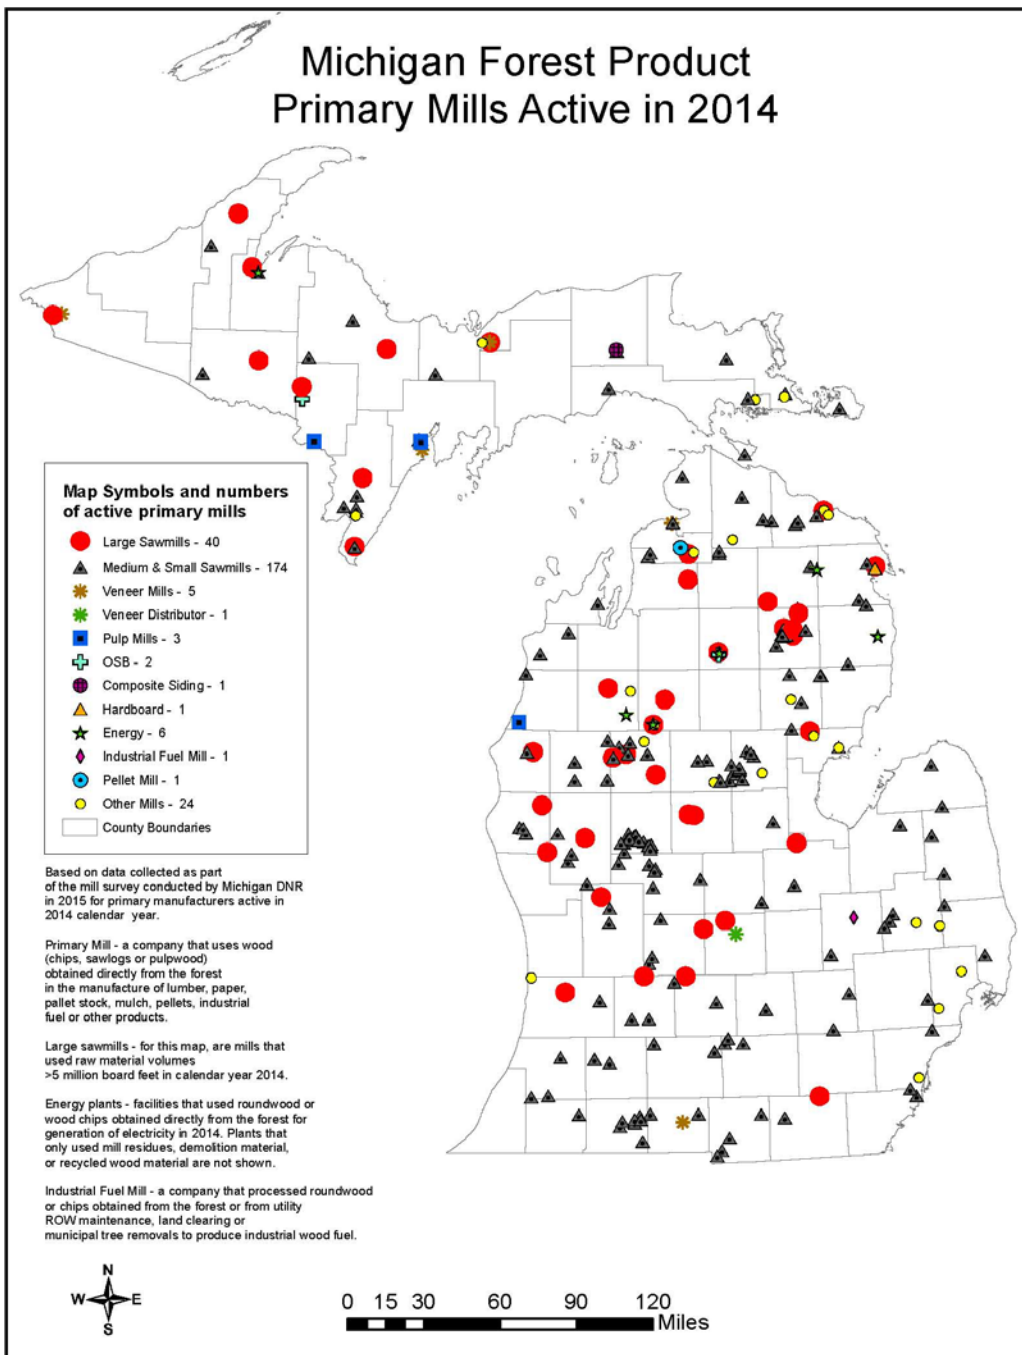 Michigan Forest Product
Primary Mills Active in 2014
Map Symbols and numbers
of active primary mills
Large Sawmills - 40
Medium & Small Sawmills - 174
Veneer Mills - 5
Veneer Distributor - 1
Pulp Mills - 3
OSB - 2
Composite Siding - 1
Hardboard - 1
Energy - 6
Industrial Fuel Mill - 1
Pellet Mill - 1
Other Mills - 24
County Boundaries
Based on data collected as part
of the mill survey conducted by Michigan DNR
in 2015 for primary manufacturers active in
2014 calendar year.
Primary Mill - a company that uses wood
(chips, sawlogs or pulpwood)
obtained directly from the forest
in the manufacture of lumber, paper,
pallet stock, mulch, pellets, industrial
fuel or other products.
Large sawmills - for this map, are mills that
used raw material volumes
>5 million board feet in calendar year 2014.
Energy plants - facilities that used roundwood or
wood chips obtained directly from the forest for
generation of electricity in 2014. Plants that
only used mill residues, demolition material,
or recycled wood material are not shown.
Industrial Fuel Mill - a company that processed roundwood
or chips obtained from the forest or from utility
ROW maintenance, land clearing or
municipal tree removals to produce industrial wood fuel.
N
W E
S
0 15 30 60 90 120
Miles